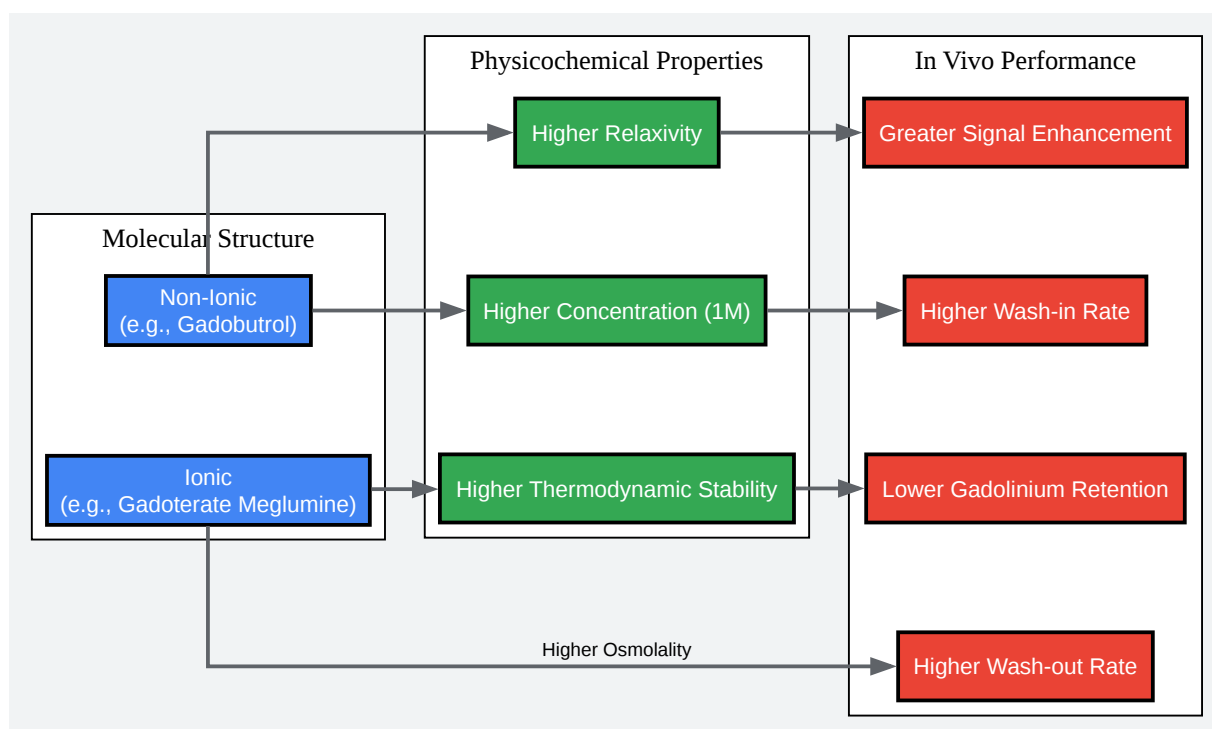 Molecular Structure
Non-Ionic
(e.g., Gadobutrol)
Ionic
(e.g., Gadoterate Meglumine)
Physicochemical Properties
Higher Relaxivity
Higher Concentration (1M)
Higher Thermodynamic Stability
Higher Osmolality
In Vivo Performance
Greater Signal Enhancement
Higher Wash-in Rate
Lower Gadolinium Retention
Higher Wash-out Rate